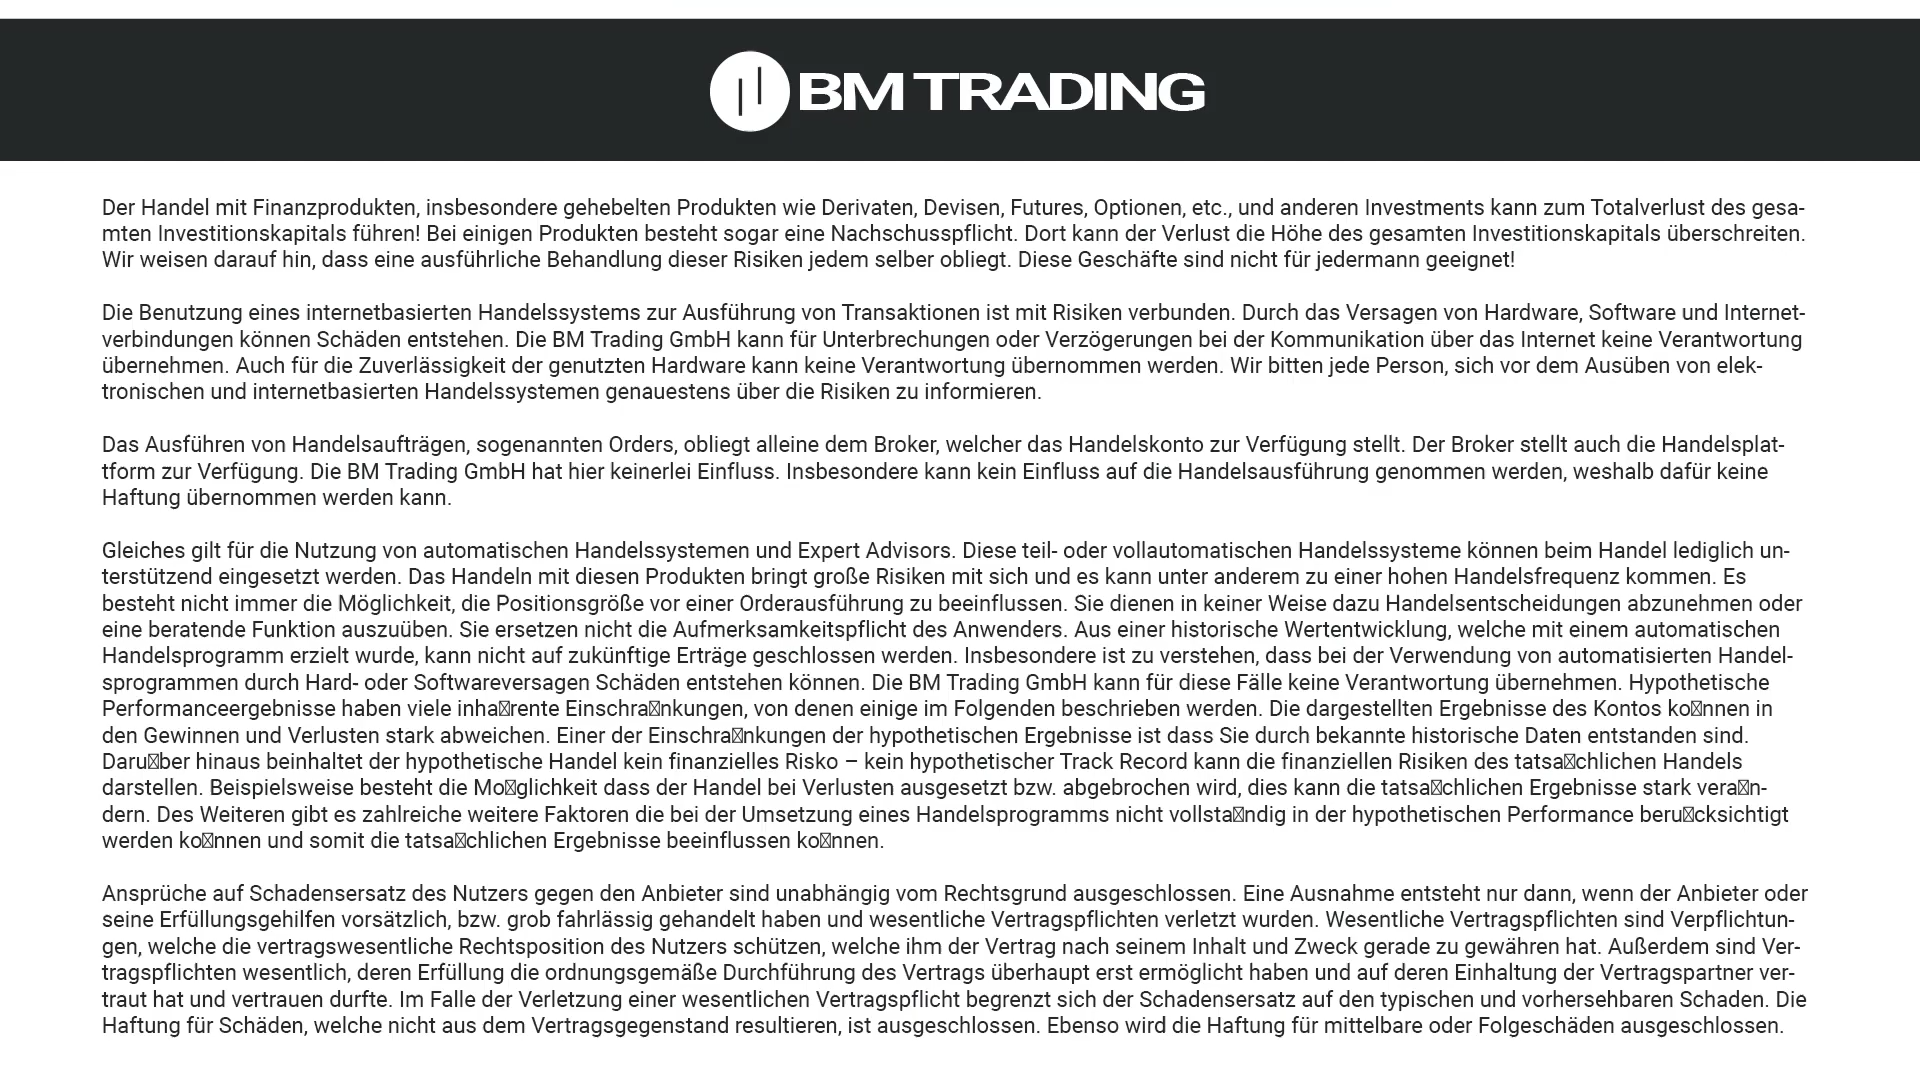 BM TRADING
Der Handel mit Finanzprodukten, insbesondere gehebelten Produkten wie Derivaten, Devisen, Futures, Optionen, etc., und anderen Investments kann zum Totalverlust des gesa-
mten Investitionskapitals führen! Bei einigen Produkten besteht sogar eine Nachschusspflicht. Dort kann der Verlust die Höhe des gesamten Investitionskapitals überschreiten.
Wir weisen darauf hin, dass eine ausführliche Behandlung dieser Risiken jedem selber obliegt. Diese Geschäfte sind nicht für jedermann geeignet!
Die Benutzung eines internetbasierten Handelssystems zur Ausführung von Transaktionen ist mit Risiken verbunden. Durch das Versagen von Hardware, Software und Internet-
verbindungen können Schäden entstehen. Die BM Trading GmbH kann für Unterbrechungen oder Verzögerungen bei der Kommunikation über das Internet keine Verantwortung
übernehmen. Auch für die Zuverlässigkeit der genutzten Hardware kann keine Verantwortung übernommen werden. Wir bitten jede Person, sich vor dem Ausüben von elek-
tronischen und internetbasierten Handelssystemen genauestens über die Risiken zu informieren.
Das Ausführen von Handelsaufträgen, sogenannten Orders, obliegt alleine dem Broker, welcher das Handelskonto zur Verfügung stellt. Der Broker stellt auch die Handelsplat-
tform zur Verfügung. Die BM Trading GmbH hat hier keinerlei Einfluss. Insbesondere kann kein Einfluss auf die Handelsausführung genommen werden, weshalb dafür keine
Haftung übernommen werden kann.
Gleiches gilt für die Nutzung von automatischen Handelssystemen und Expert Advisors. Diese teil- oder vollautomatischen Handelssysteme können beim Handel lediglich un-
terstützend eingesetzt werden. Das Handeln mit diesen Produkten bringt große Risiken mit sich und es kann unter anderem zu einer hohen Handelsfrequenz kommen. Es
besteht nicht immer die Möglichkeit, die Positionsgröße vor einer Orderausführung zu beeinflussen. Sie dienen in keiner Weise dazu Handelsentscheidungen abzunehmen oder
eine beratende Funktion auszuüben. Sie ersetzen nicht die Aufmerksamkeitspflicht des Anwenders. Aus einer historische Wertentwicklung, welche mit einem automatischen
Handelsprogramm erzielt wurde, kann nicht auf zukünftige Erträge geschlossen werden. Insbesondere ist zu verstehen, dass bei der Verwendung von automatisierten Handel-
sprogrammen durch Hard- oder Softwareversagen Schäden entstehen können. Die BM Trading GmbH kann für diese Fälle keine Verantwortung übernehmen. Hypothetische
Performanceergebnisse haben viele inha☒rente Einschra☒nkungen, von denen einige im Folgenden beschrieben werden. Die dargestellten Ergebnisse des Kontos ko☒nnen in
den Gewinnen und Verlusten stark abweichen. Einer der Einschra☒nkungen der hypothetischen Ergebnisse ist dass Sie durch bekannte historische Daten entstanden sind.
Daru☒ber hinaus beinhaltet der hypothetische Handel kein finanzielles Risko – kein hypothetischer Track Record kann die finanziellen Risiken des tatsa☒chlichen Handels
darstellen. Beispielsweise besteht die Mo☒glichkeit dass der Handel bei Verlusten ausgesetzt bzw. abgebrochen wird, dies kann die tatsa☒chlichen Ergebnisse stark vera☒n-
dern. Des Weiteren gibt es zahlreiche weitere Faktoren die bei der Umsetzung eines Handelsprogramms nicht vollsta☒ndig in der hypothetischen Performance beru☒cksichtigt
werden ko☒nnen und somit die tatsa☒chlichen Ergebnisse beeinflussen ko☒nnen.
Ansprüche auf Schadensersatz des Nutzers gegen den Anbieter sind unabhängig vom Rechtsgrund ausgeschlossen. Eine Ausnahme entsteht nur dann, wenn der Anbieter oder
seine Erfüllungsgehilfen vorsätzlich, bzw. grob fahrlässig gehandelt haben und wesentliche Vertragspflichten verletzt wurden. Wesentliche Vertragspflichten sind Verpflichtun-
gen, welche die vertragswesentliche Rechtsposition des Nutzers schützen, welche ihm der Vertrag nach seinem Inhalt und Zweck gerade zu gewähren hat. Außerdem sind Ver-
tragspflichten wesentlich, deren Erfüllung die ordnungsgemäße Durchführung des Vertrags überhaupt erst ermöglicht haben und auf deren Einhaltung der Vertragspartner ver-
traut hat und vertrauen durfte. Im Falle der Verletzung einer wesentlichen Vertragspflicht begrenzt sich der Schadensersatz auf den typischen und vorhersehbaren Schaden. Die
Haftung für Schäden, welche nicht aus dem Vertragsgegenstand resultieren, ist ausgeschlossen. Ebenso wird die Haftung für mittelbare oder Folgeschäden ausgeschlossen.